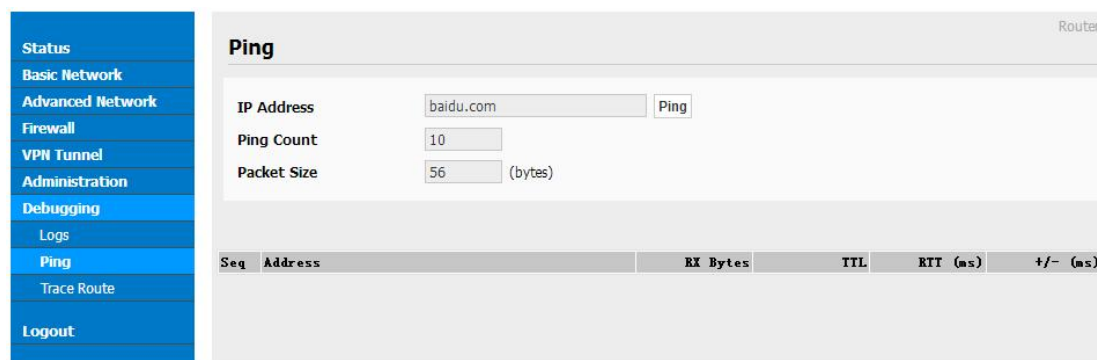 Router
Status
Basic Network
Advanced Network
Firewall
VPN Tunnel
Administration
Debugging
Logs
Ping
Trace Route
Logout
Ping
IP Address baidu.com Ping
Ping Count 10
Packet Size 56 (bytes)
Seq Address RX Bytes TTL RTT (ms) +/- (ms)